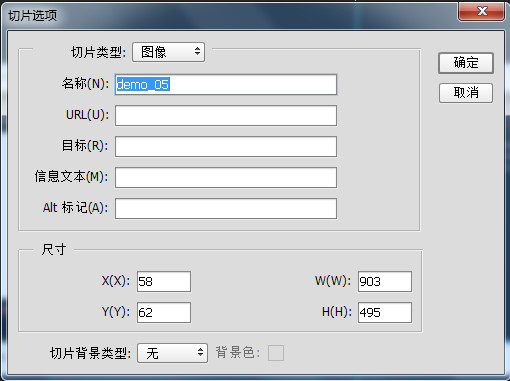 切片选项
切片类型: 图像
确定
名称(N): demo_05
取消
URL(U):
目标(R):
信息文本(M):
Alt 标记(A):
尺寸
X(X): 58 W(W): 903
Y(Y): 62 H(H): 495
切片背景类型: 无 背景色: